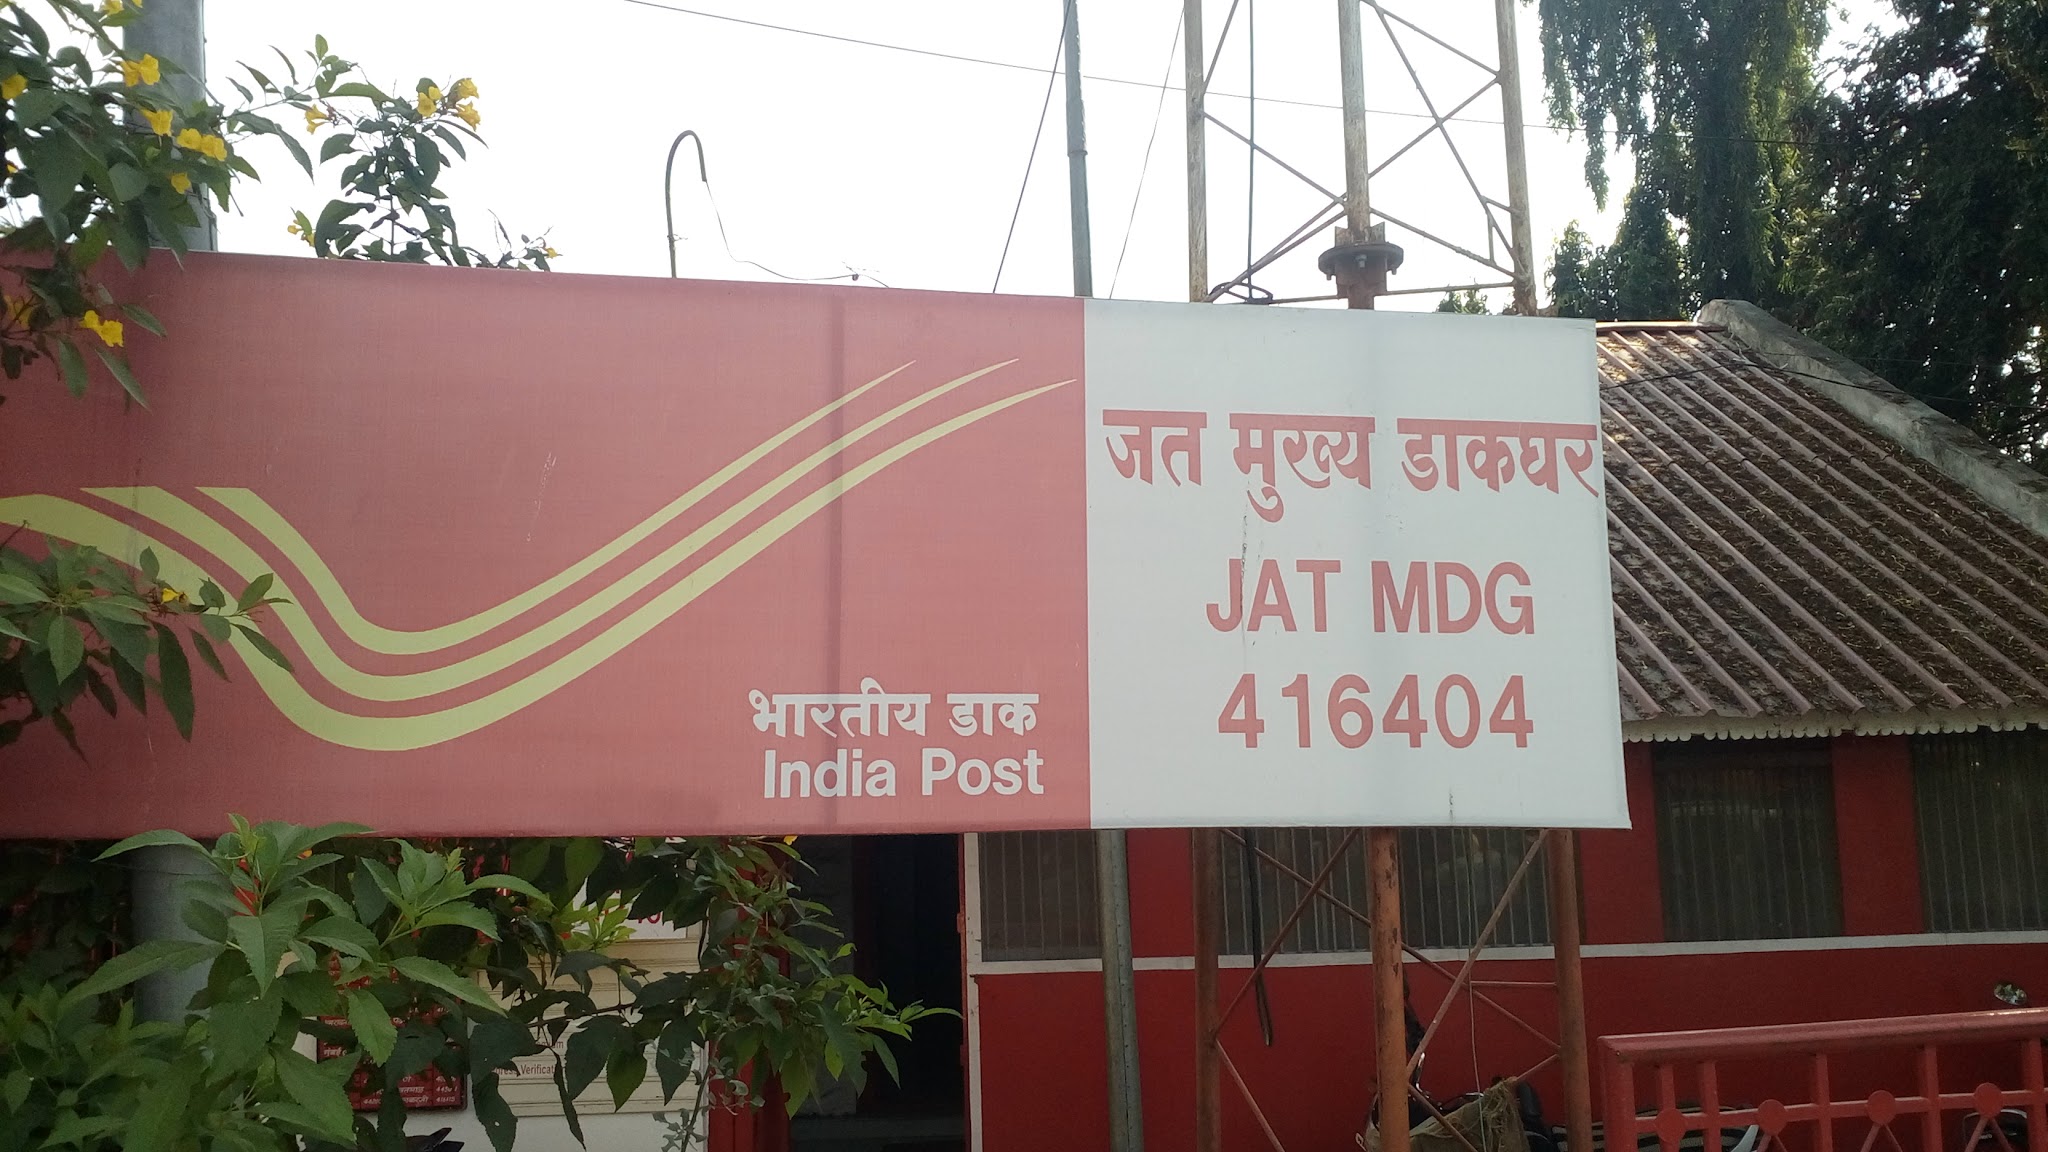 भारतीय डाक
India Post
जत मुख्य डाकघर
JAT MDG
416404